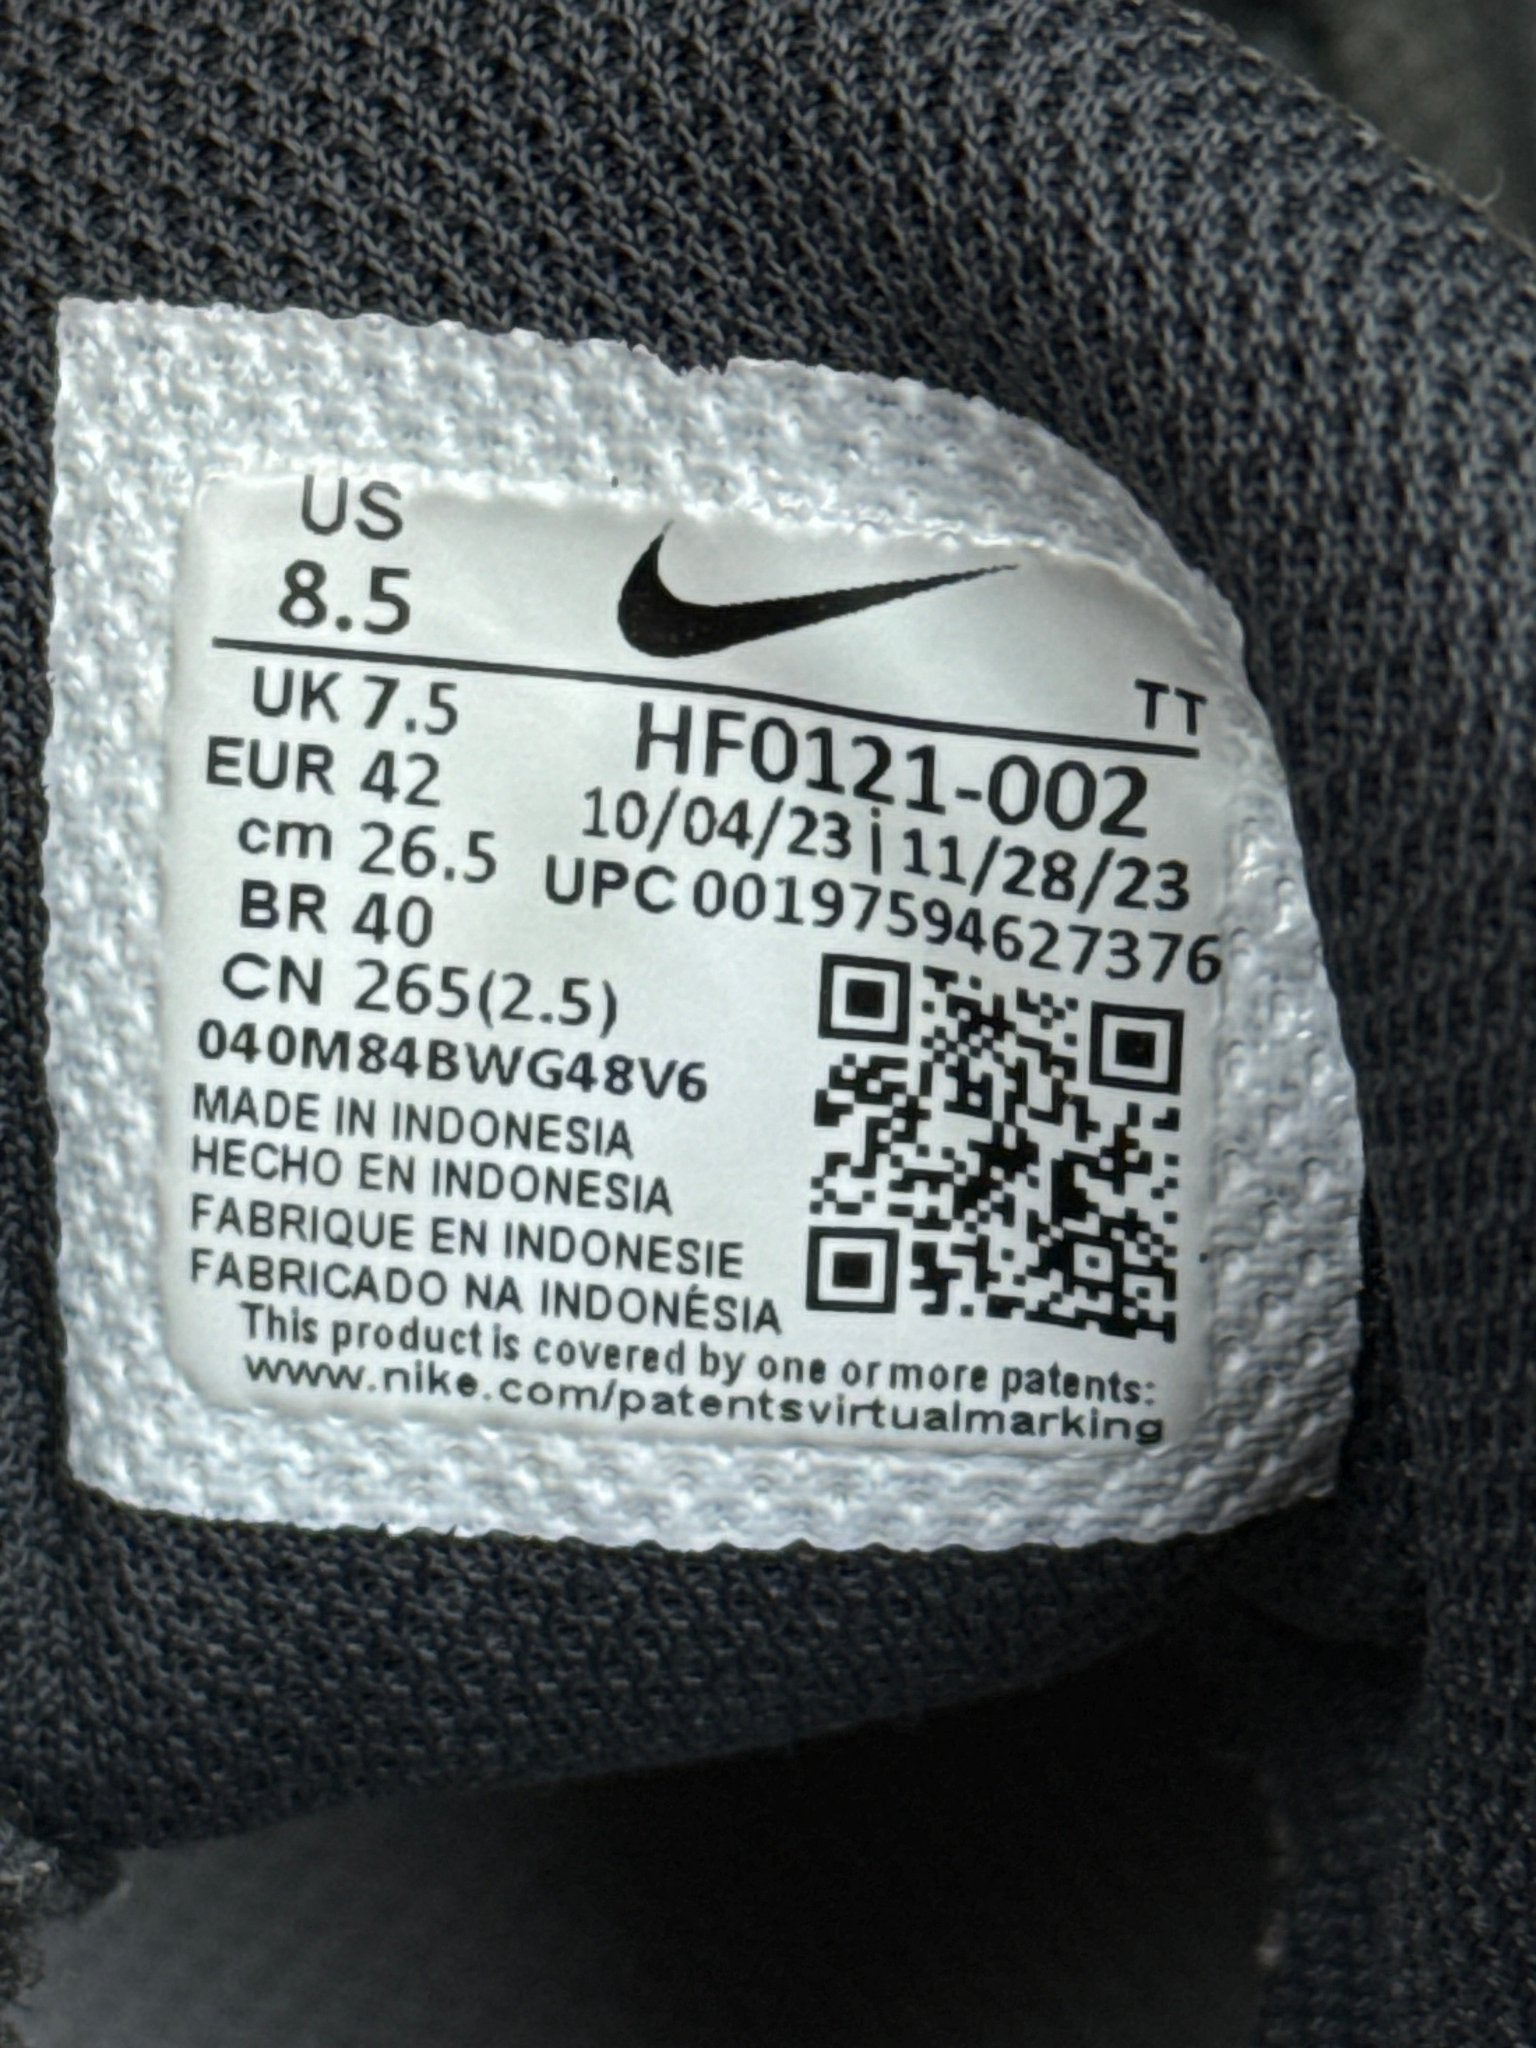 US
8.5
TT
UK 7.5
EUR 42
cm 26.5
BR 40
CN 265(2.5)
HF0121-002
10/04/23 ¡ 11/28/23
UPC 00197594627376
040M84BWG48V6
MADE IN INDONESIA
HECHO EN INDONESIA
FABRIQUE EN INDONESIE
FABRICADO NA INDONÉSIA
This product is covered by one or more patents:
www.nike.com/patentsvirtualmarking